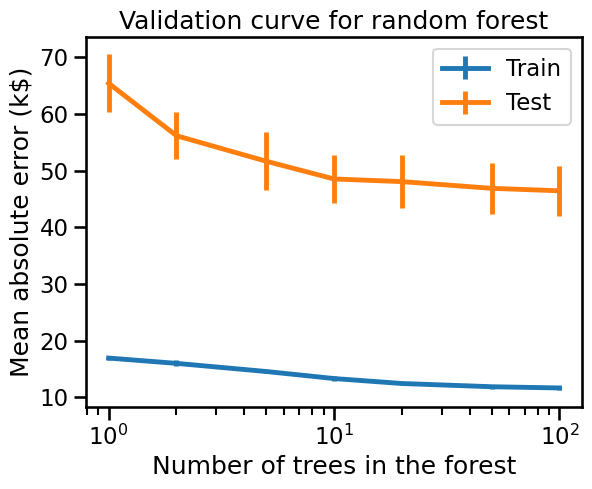 Validation curve for random forest
Train
Test
Mean absolute error (k$)
70
60
50
40
30
20
10
10⁰
10¹
10²
Number of trees in the forest